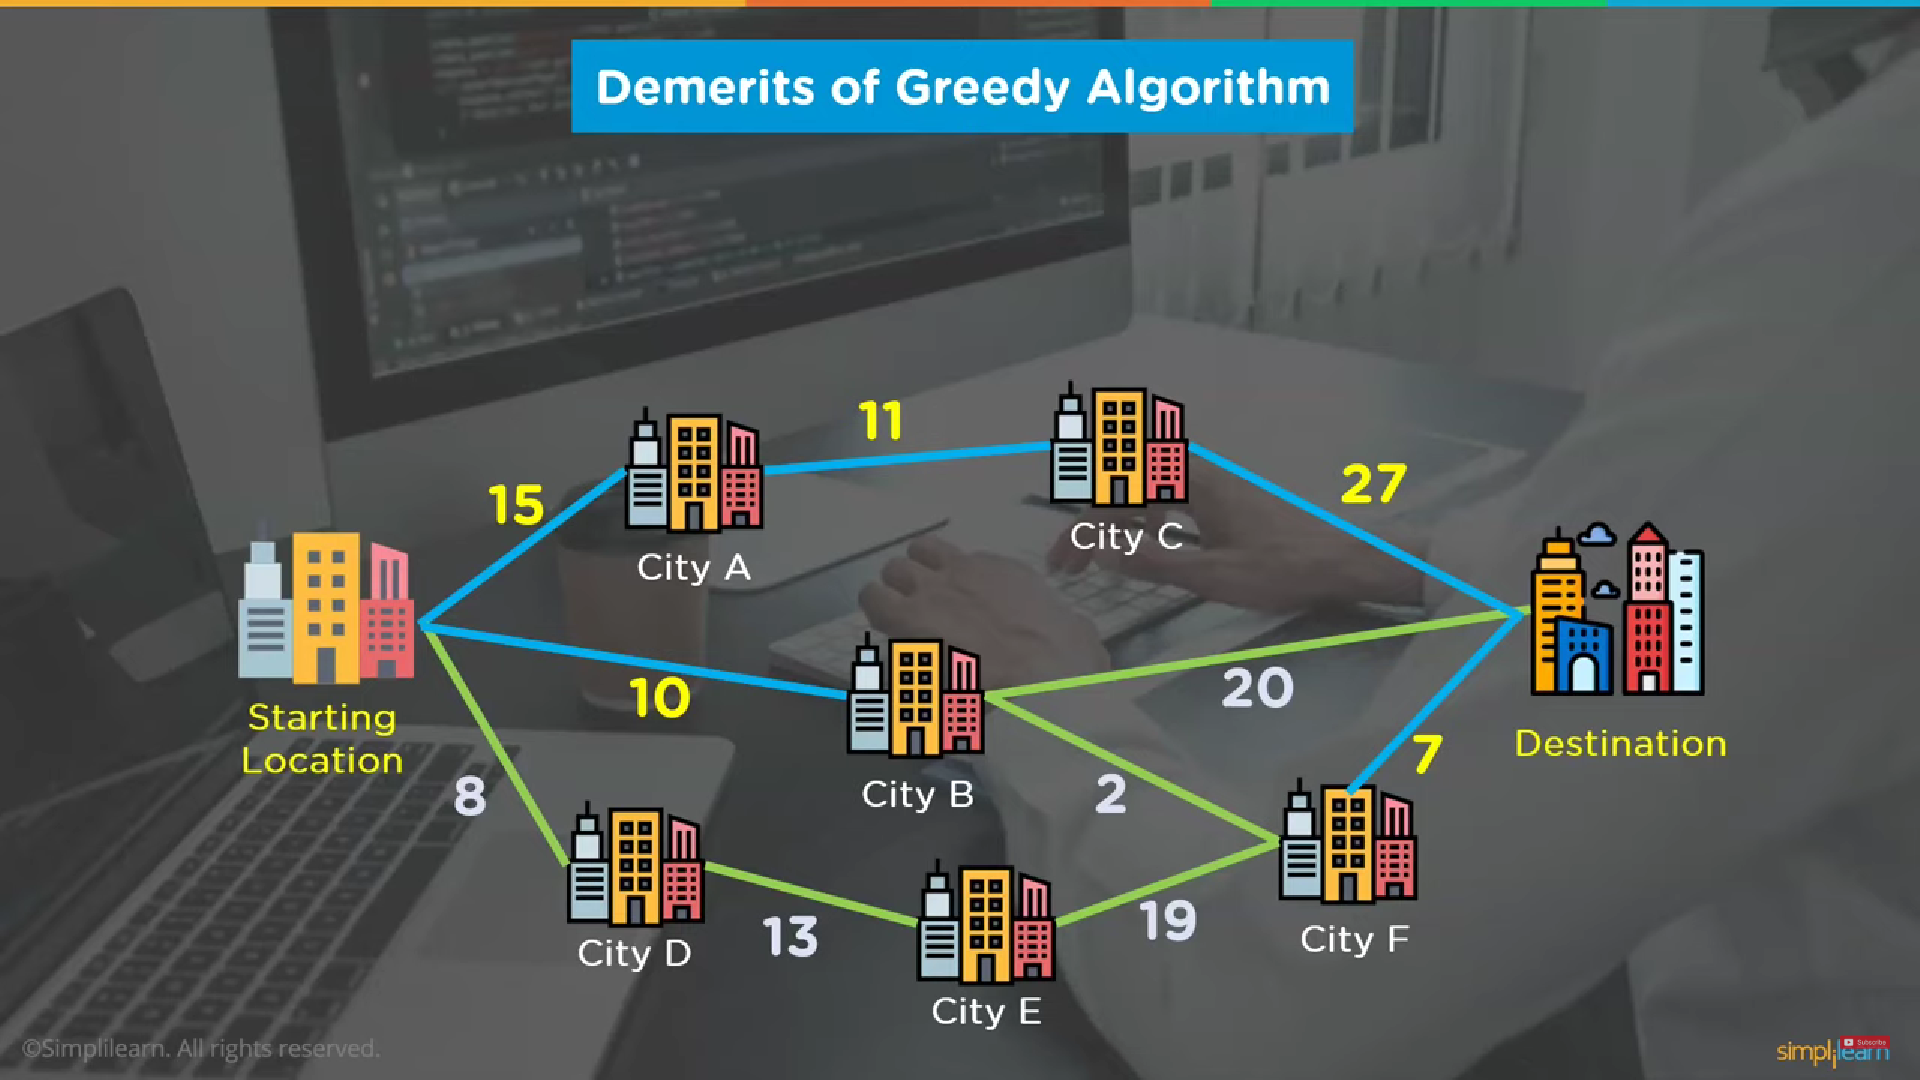 Demerits of Greedy Algorithm
11
27
15
City C
City A
10
20
Starting
Location
7
Destination
8
City B
2
13
19
City D
City F
City E
©Simplilearn. All rights reserved.
Subscribe
simplilearn